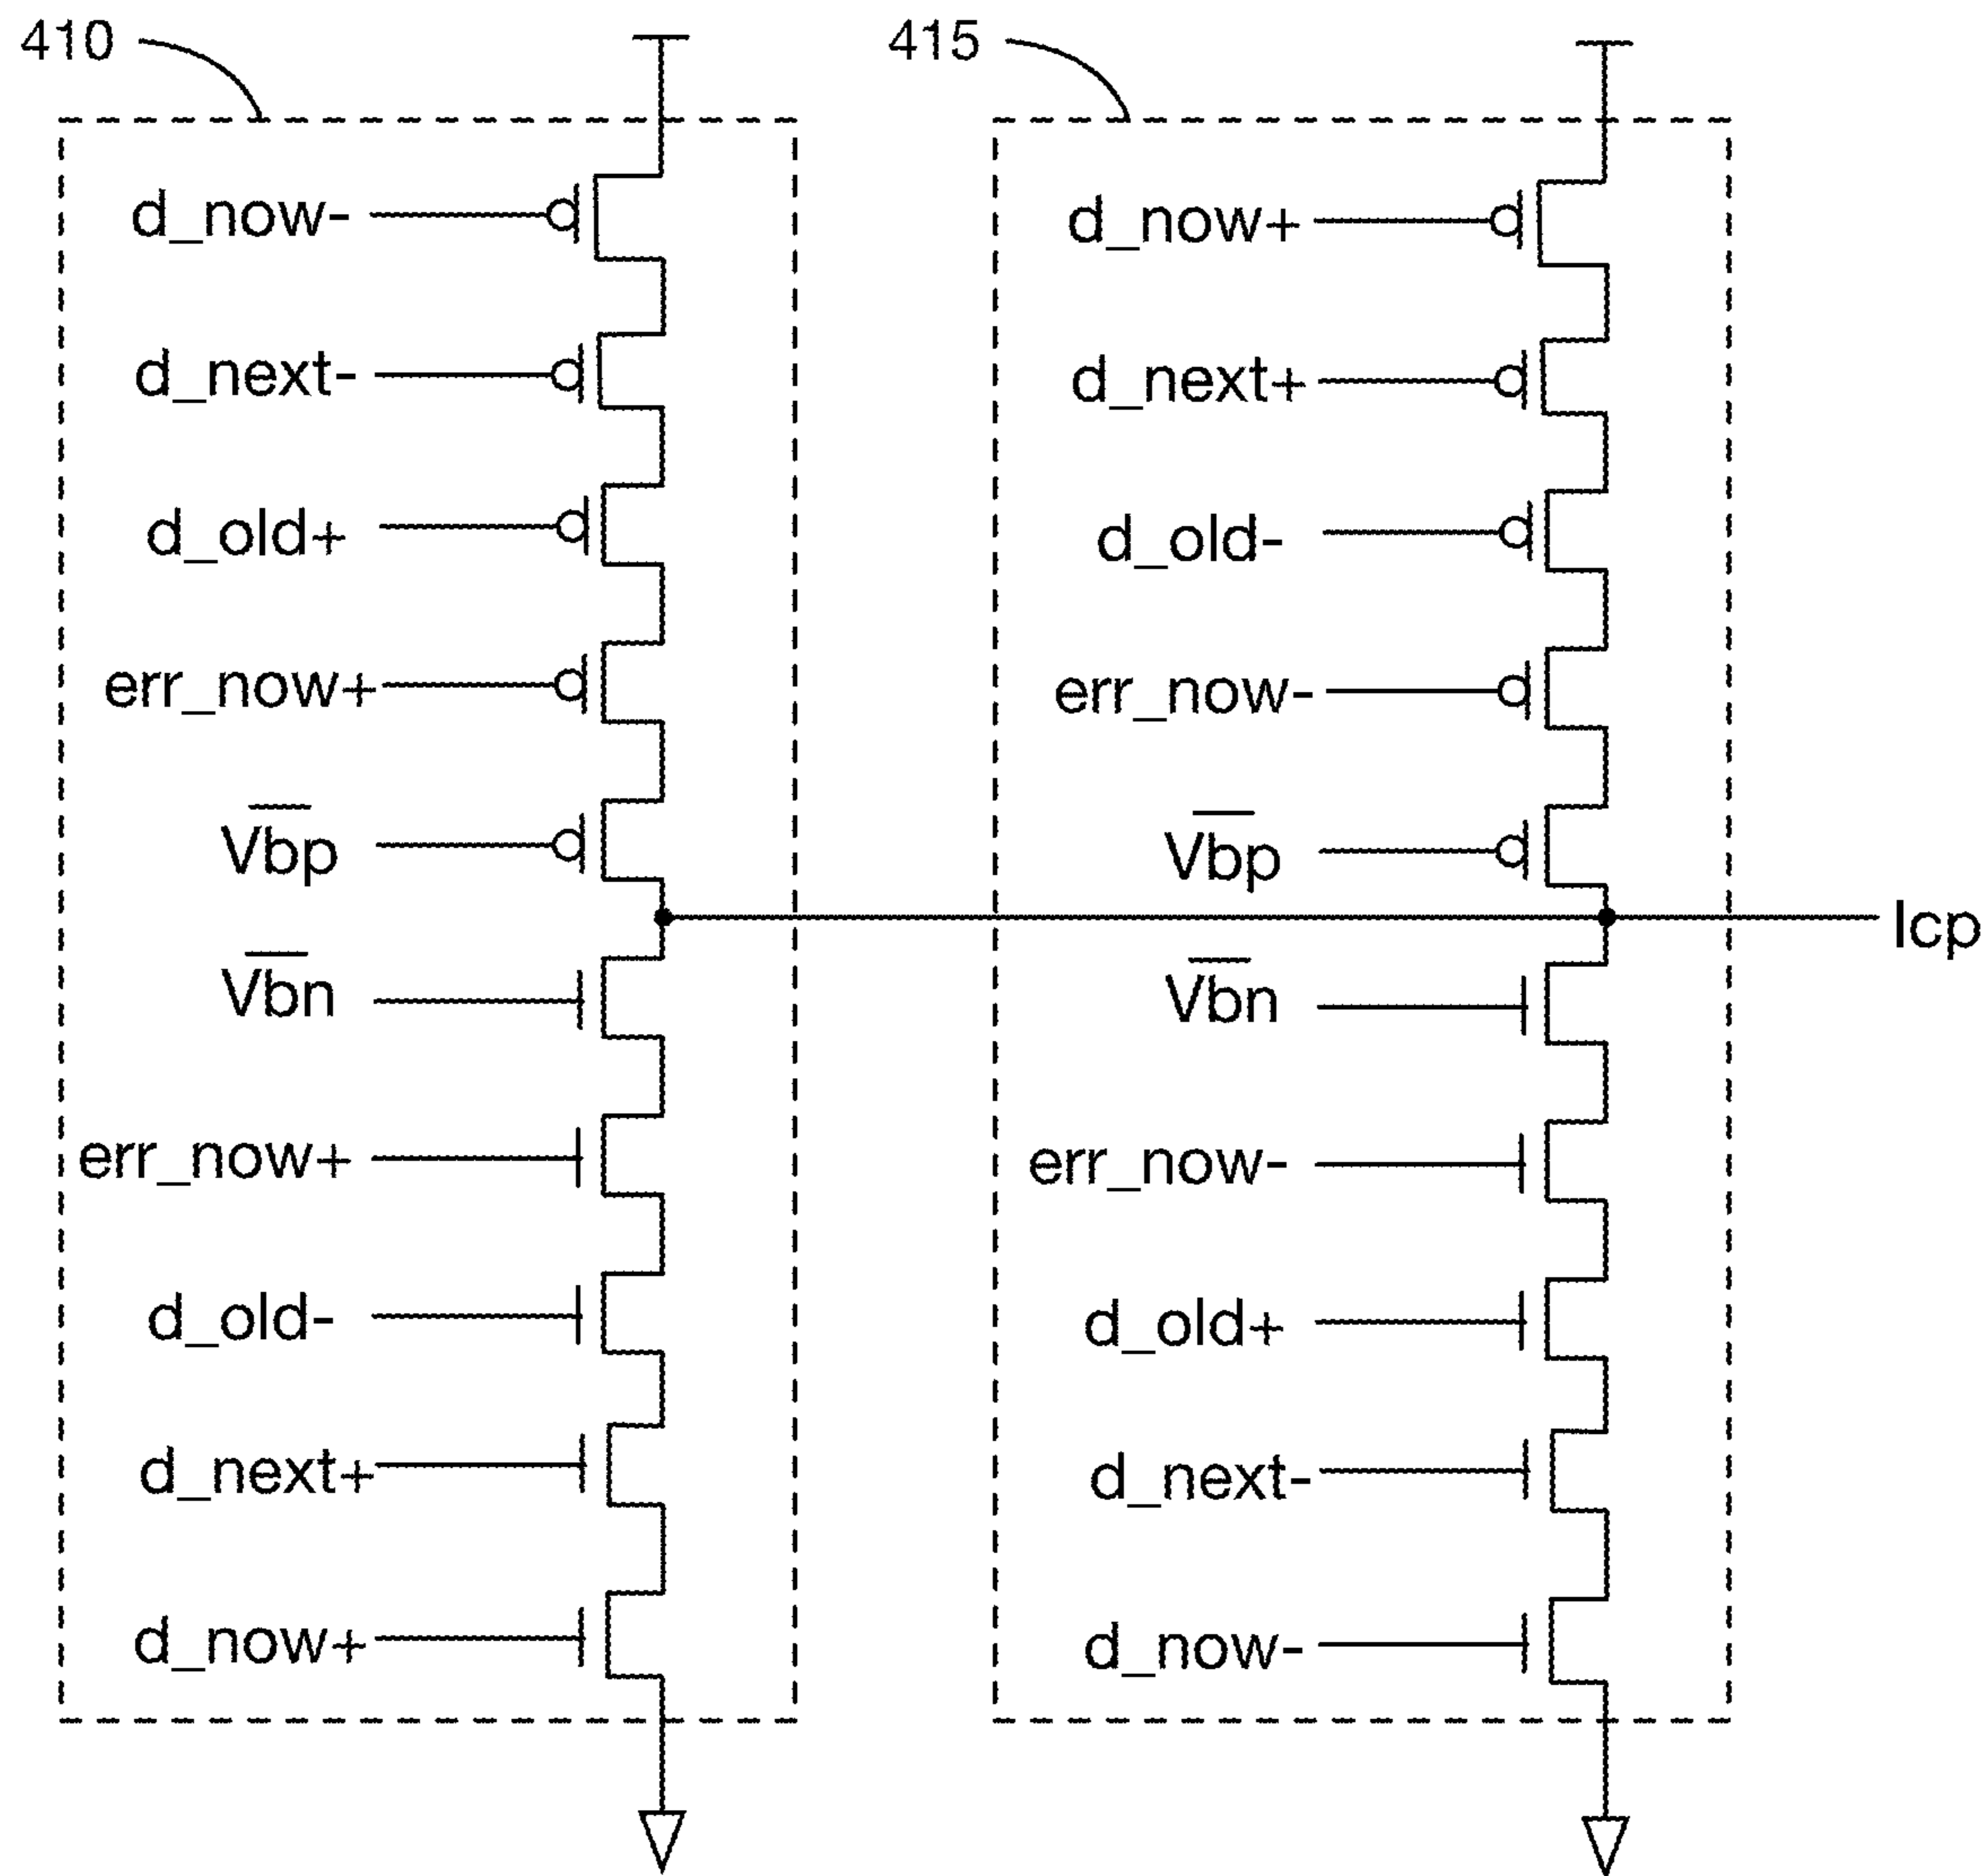 410
415
d_now-
d_now+
d_next-
d_next+
d_old+
d_old-
err_now+
err_now-
V̅b̅p̅
V̅b̅p̅
Icp
V̅b̅n̅
V̅b̅n̅
err_now+
err_now-
d_old-
d_old+
d_next+
d_next-
d_now+
d_now-